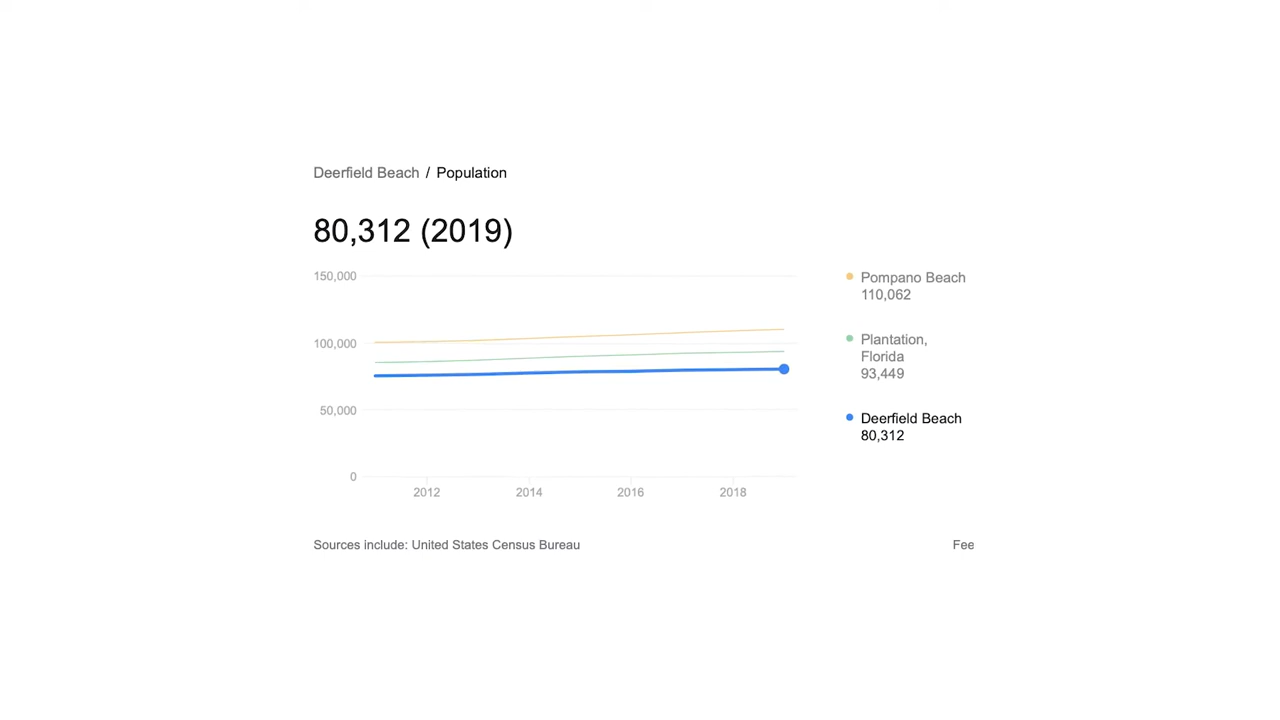 Deerfield Beach / Population
80,312 (2019)
150,000
100,000
50,000
0
2012 2014 2016 2018
Pompano Beach
110,062
Plantation,
Florida
93,449
Deerfield Beach
80,312
Sources include: United States Census Bureau
Fee